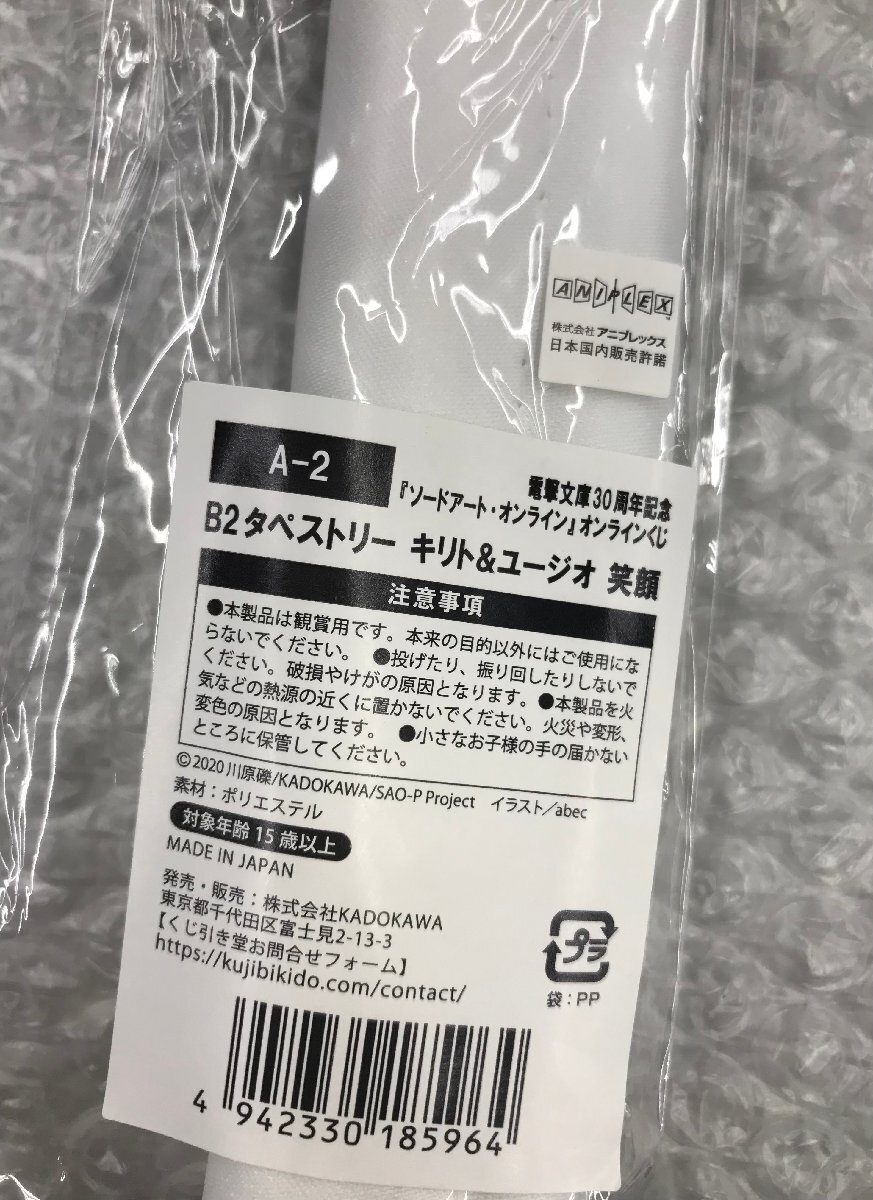 ANIPLEX
株式会社アニプレックス
日本国内販売許諾
A-2
電撃文庫30周年記念
『ソードアート・オンライン』オンラインくじ
B2タペストリー キリト&ユージオ 笑顔
注意事項
●本製品は観賞用です。本来の目的以外にはご使用にな
らないでください。 ●投げたり、振り回したりしないで
ください。破損やけがの原因となります。●本製品を火
気などの熱源の近くに置かないでください。火災や変形、
変色の原因となります。 ●小さなお子様の手の届かない
ところに保管してください。
©2020 川原礫/KADOKAWA/SAO-P Project イラスト/abec
素材:ポリエステル
対象年齢 15 歳以上
MADE IN JAPAN
発売・販売:株式会社KADOKAWA
東京都千代田区富士見2-13-3
【くじ引き堂お問合せフォーム】
https://kujibikido.com/contact/
プラ
袋:PP
4 942330 185964